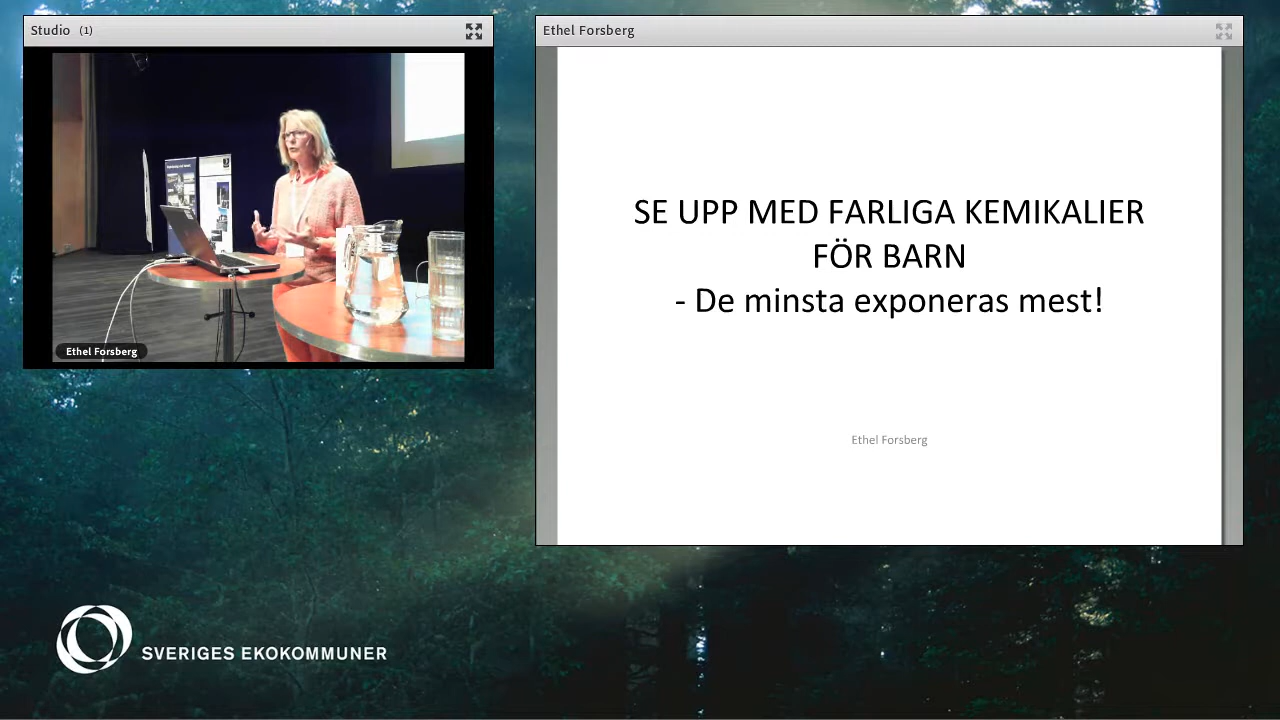 Studio (1)
Ethel Forsberg
Ethel Forsberg
SE UPP MED FARLIGA KEMIKALIER
FÖR BARN
- De minsta exponeras mest!
Ethel Forsberg
SVERIGES EKOKOMMUNER